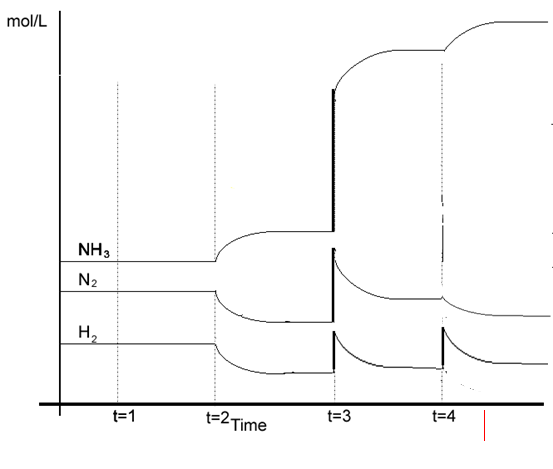 mol/L
NH₃
N₂
H₂
t=1 t=2 Time t=3 t=4